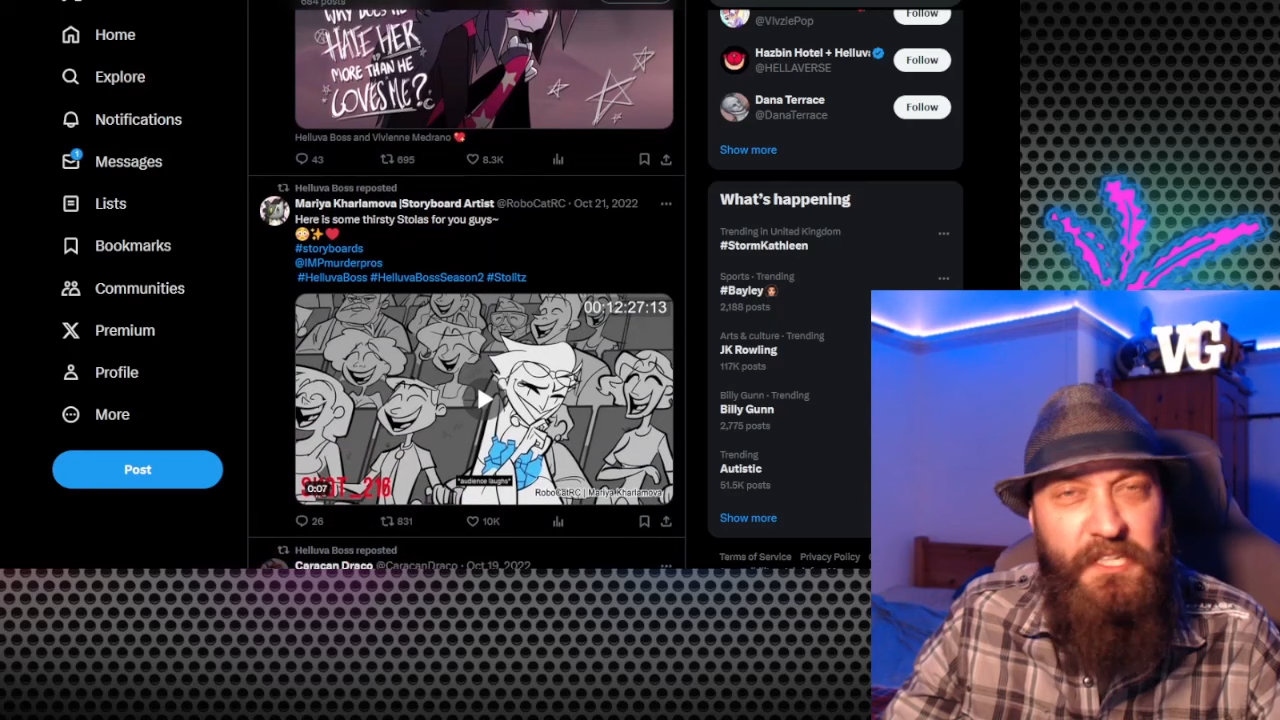 Home
Explore
Notifications
1
Messages
Lists
Bookmarks
Communities
Premium
Profile
More
Post
684 posts
WHY DOES HE
HATE HER
MORE THAN HE
LOVES ME?
Helluva Boss and Vivienne Medrano
43 695 8.3K
Helluva Boss reposted
Mariya Kharlamova |Storyboard Artist @RoboCatRC · Oct 21, 2022
Here is some thirsty Stolas for you guys~
#storyboards
@IMPmurderpros
#HelluvaBoss #HelluvaBossSeason2 #Stolitz
00:12:27:13
0:07
_216
*audience laughs*
RoboCatRC | Mariya Kharlamova
26 831 10K
Helluva Boss reposted
Caracan Draco @CaracanDraco · Oct 19, 2022
@VivziePop
Follow
Hazbin Hotel + Helluva
@HELLAVERSE
Follow
Dana Terrace
@DanaTerrace
Follow
Show more
What's happening
Trending in United Kingdom
#StormKathleen
Sports · Trending
#Bayley
2,188 posts
Arts & culture · Trending
JK Rowling
117K posts
Billy Gunn · Trending
Billy Gunn
2,775 posts
Trending
Autistic
51.5K posts
Show more
Terms of Service Privacy Policy
VG